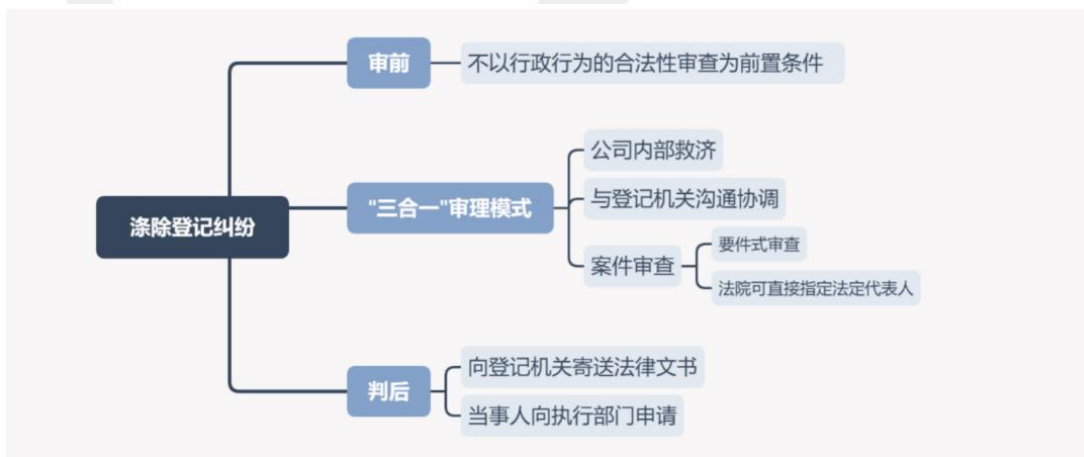 审前
不以行政行为的合法性审查为前置条件
公司内部救济
"三合一"审理模式
与登记机关沟通协调
涤除登记纠纷
案件审查
要件式审查
法院可直接指定法定代表人
向登记机关寄送法律文书
判后
当事人向执行部门申请